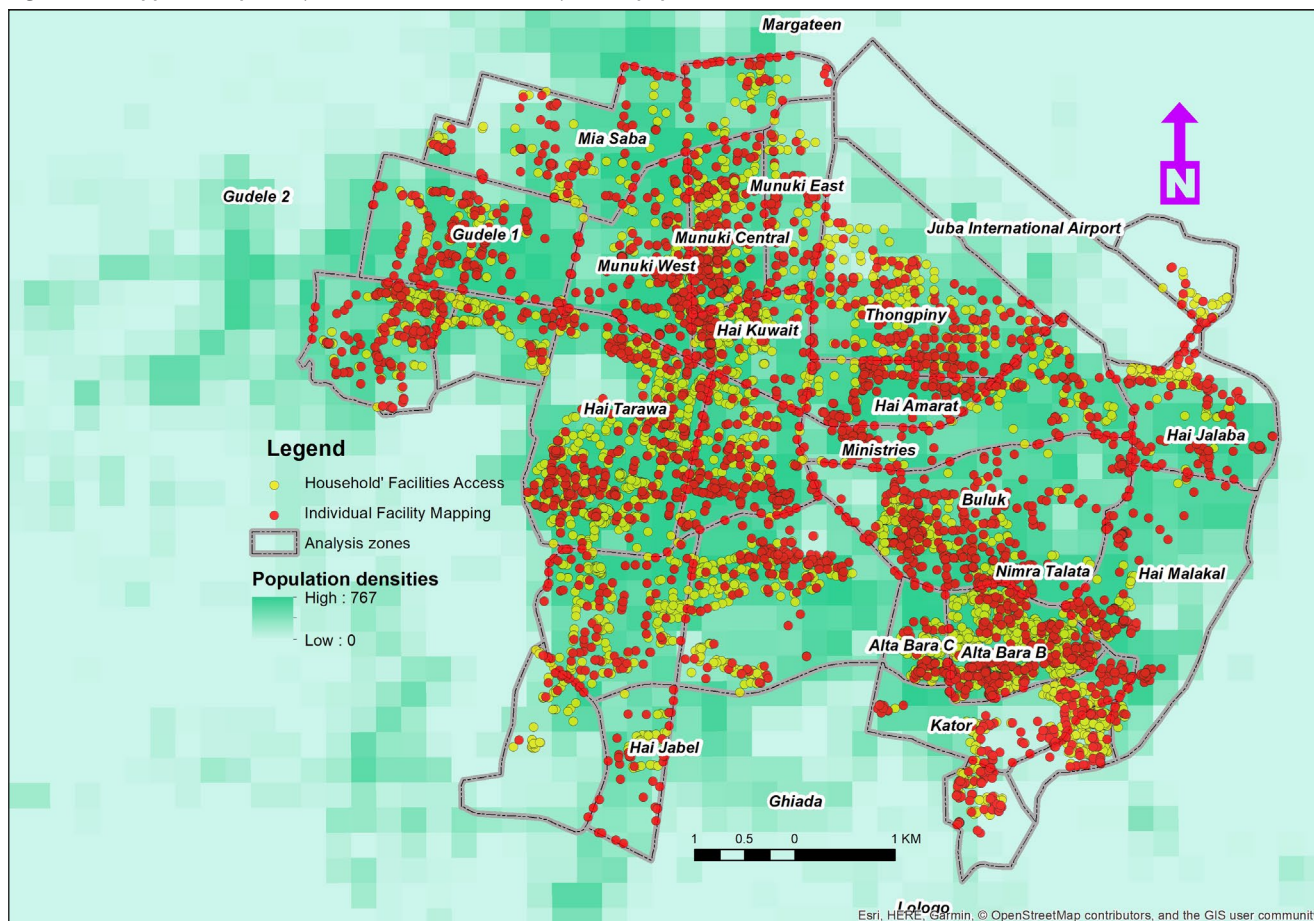 Margateen
Mia Saba
Gudele 2
Munuki East
N
Gudele 1
Juba International Airport
Munuki Central
Munuki West
Thongpiny
Hai Kuwait
Hai Tarawa
Hai Amarat
Hai Jalaba
Ministries
Legend
Household' Facilities Access
Individual Facility Mapping
Analysis zones
Population densities
High : 767
Low : 0
Buluk
Nimra Talata
Hai Malakal
Alta Bara C
Alta Bara B
Kator
Hai Jabel
Ghiada
1 0.5 0 1 KM
Lologo
Esri, HERE, Garmin, © OpenStreetMap contributors, and the GIS user communit